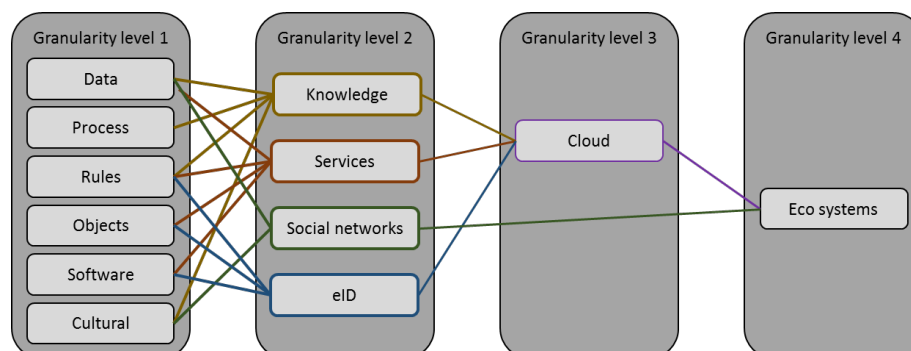 Granularity level 1
Data
Process
Rules
Objects
Software
Cultural
Granularity level 2
Knowledge
Services
Social networks
eID
Granularity level 3
Cloud
Granularity level 4
Eco systems